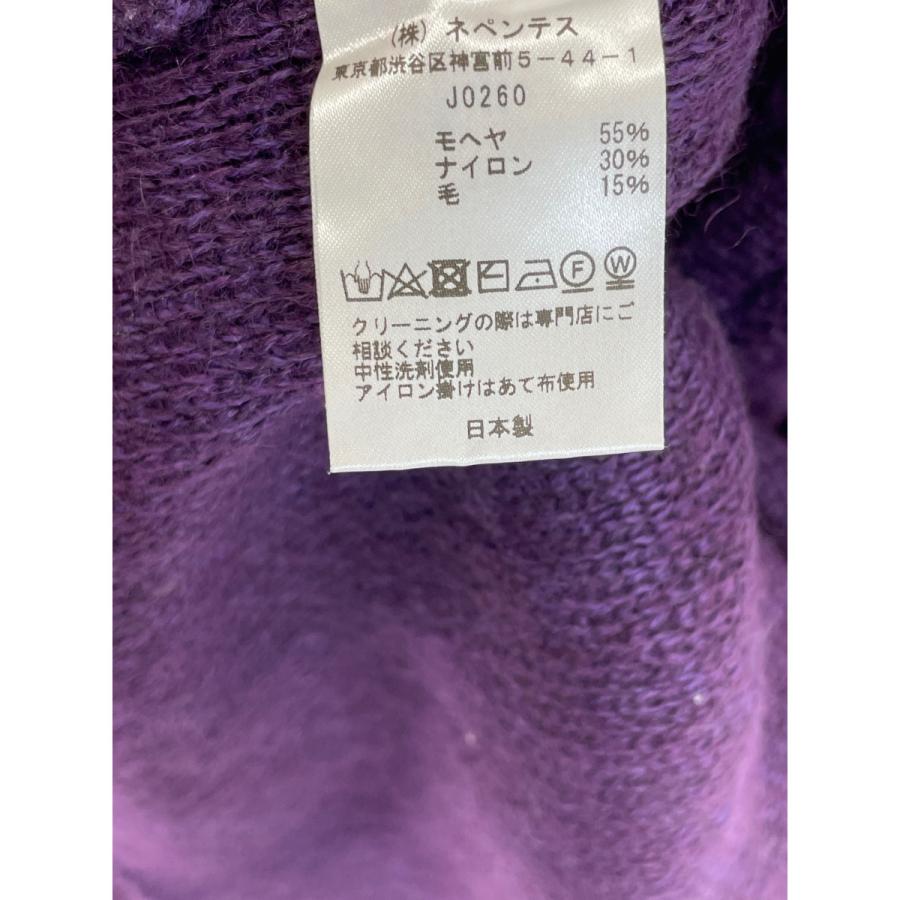 (株) ネペンテス
東京都渋谷区神宮前5-44-1
J0260
モヘヤ 55%
ナイロン 30%
毛 15%
F W
クリーニングの際は専門店にご
相談ください
中性洗剤使用
アイロン掛けはあて布使用
日本製